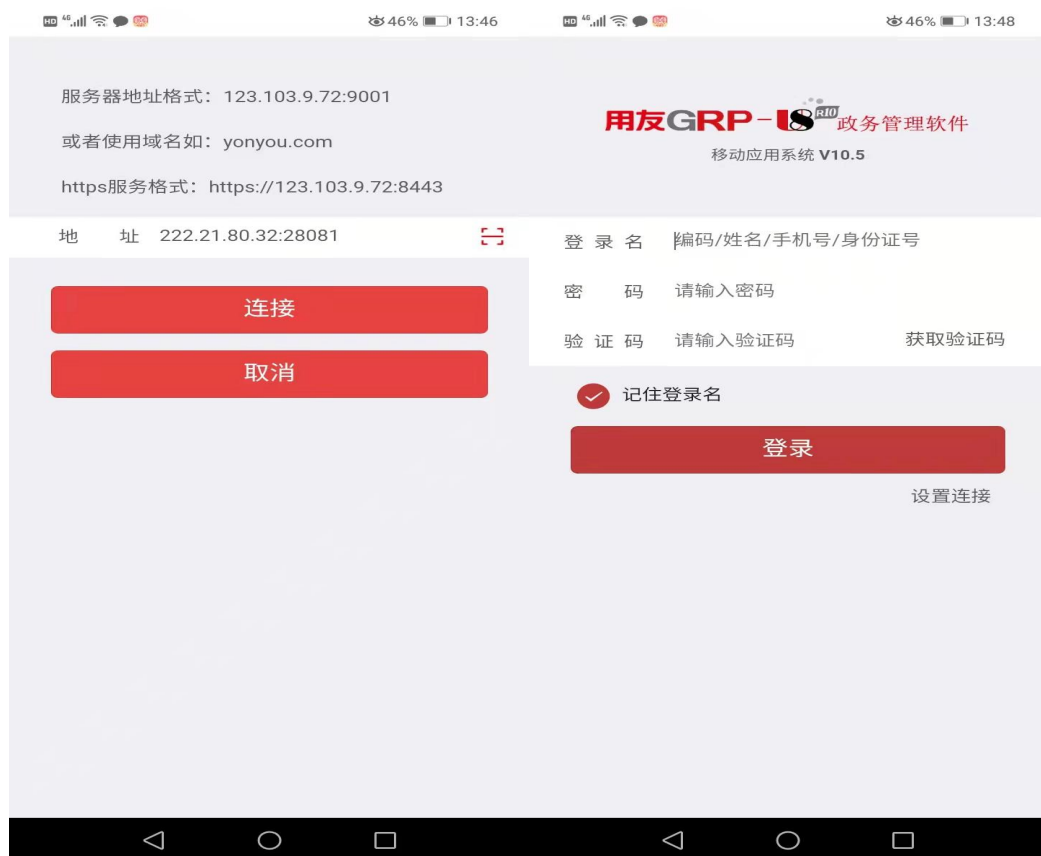 HD 46 46% 13:46
服务器地址格式：123.103.9.72:9001
或者使用域名如：yonyou.com
https服务格式：https://123.103.9.72:8443
地 址 222.21.80.32:28081
连接
取消
HD 46 46% 13:48
用友GRP-U8 R10 政务管理软件
移动应用系统 V10.5
登 录 名 编码/姓名/手机号/身份证号
密 码 请输入密码
验 证 码 请输入验证码 获取验证码
记住登录名
登录
设置连接